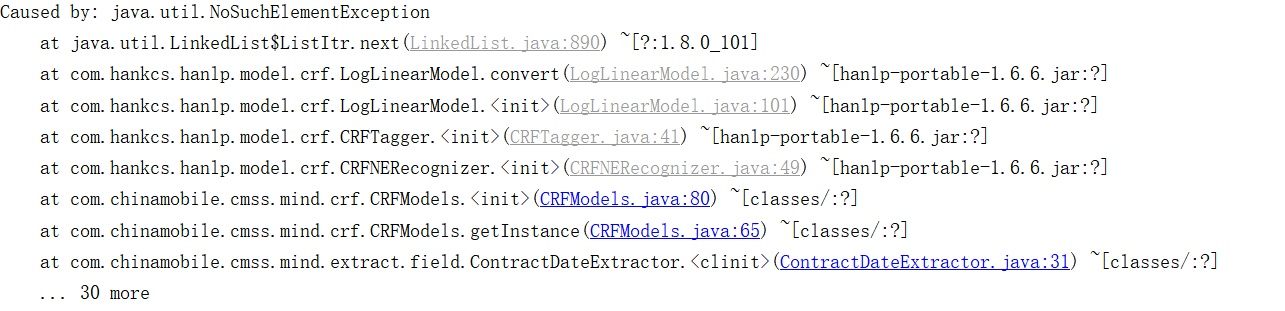 Caused by: java.util.NoSuchElementException
at java.util.LinkedList$ListItr.next(LinkedList.java:890) ~[?:1.8.0_101]
at com.hankcs.hanlp.model.crf.LogLinearModel.convert(LogLinearModel.java:230) ~[hanlp-portable-1.6.6.jar:?]
at com.hankcs.hanlp.model.crf.LogLinearModel.<init>(LogLinearModel.java:101) ~[hanlp-portable-1.6.6.jar:?]
at com.hankcs.hanlp.model.crf.CRFTagger.<init>(CRFTagger.java:41) ~[hanlp-portable-1.6.6.jar:?]
at com.hankcs.hanlp.model.crf.CRFNERecognizer.<init>(CRFNERecognizer.java:49) ~[hanlp-portable-1.6.6.jar:?]
at com.chinamobile.cmss.mind.crf.CRFModels.<init>(CRFModels.java:80) ~[classes/:?]
at com.chinamobile.cmss.mind.crf.CRFModels.getInstance(CRFModels.java:65) ~[classes/:?]
at com.chinamobile.cmss.mind.extract.field.ContractDateExtractor.<clinit>(ContractDateExtractor.java:31) ~[classes/:?]
... 30 more